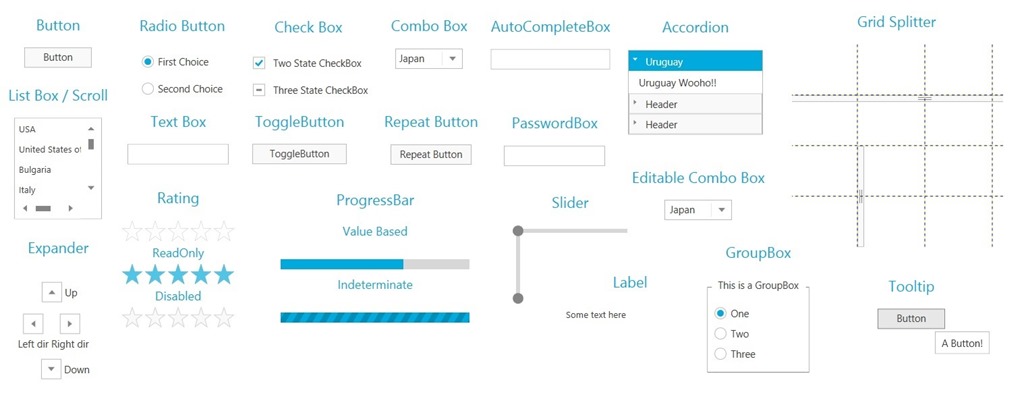 Button
Button
Radio Button
First Choice
Second Choice
Check Box
Two State CheckBox
Three State CheckBox
Combo Box
Japan
AutoCompleteBox
Accordion
Uruguay
Uruguay Wooho!!
Header
Header
Grid Splitter
List Box / Scroll
USA
United States of
Bulgaria
Italy
Text Box
ToggleButton
ToggleButton
Repeat Button
Repeat Button
PasswordBox
Editable Combo Box
Japan
Rating
ReadOnly
Disabled
ProgressBar
Value Based
Indeterminate
Slider
Expander
Up
Left dir Right dir
Down
Label
Some text here
GroupBox
This is a GroupBox
One
Two
Three
Tooltip
Button
A Button!